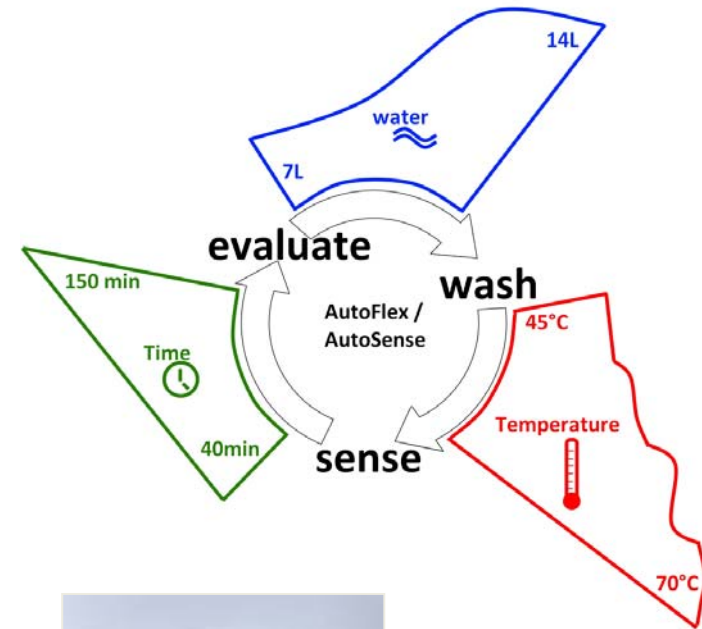 14L
water
7L
evaluate
wash
150 min
45°C
AutoFlex /
AutoSense
Time
Temperature
40min
sense
70°C